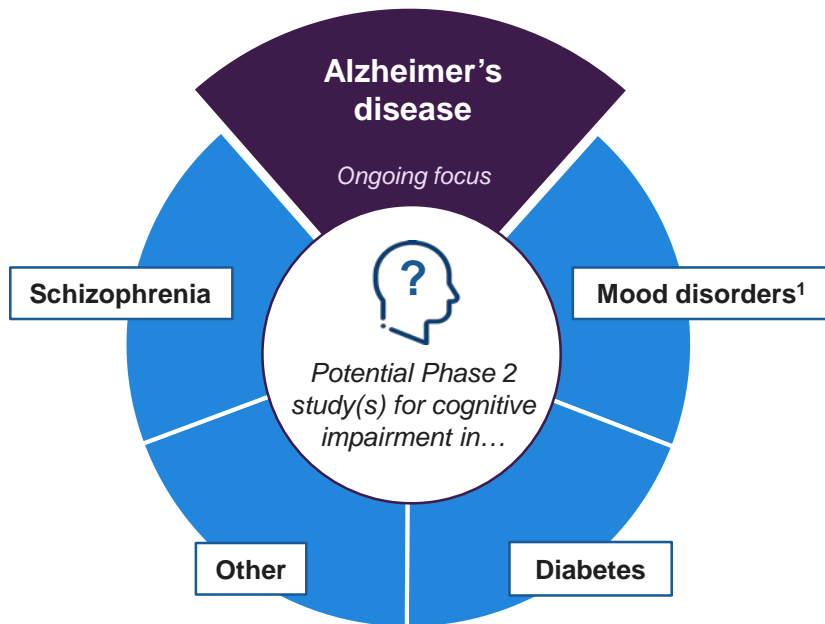 Alzheimer’s
disease
Ongoing focus
Schizophrenia
?
Mood disorders¹
Potential Phase 2
study(s) for cognitive
impairment in…
Other
Diabetes